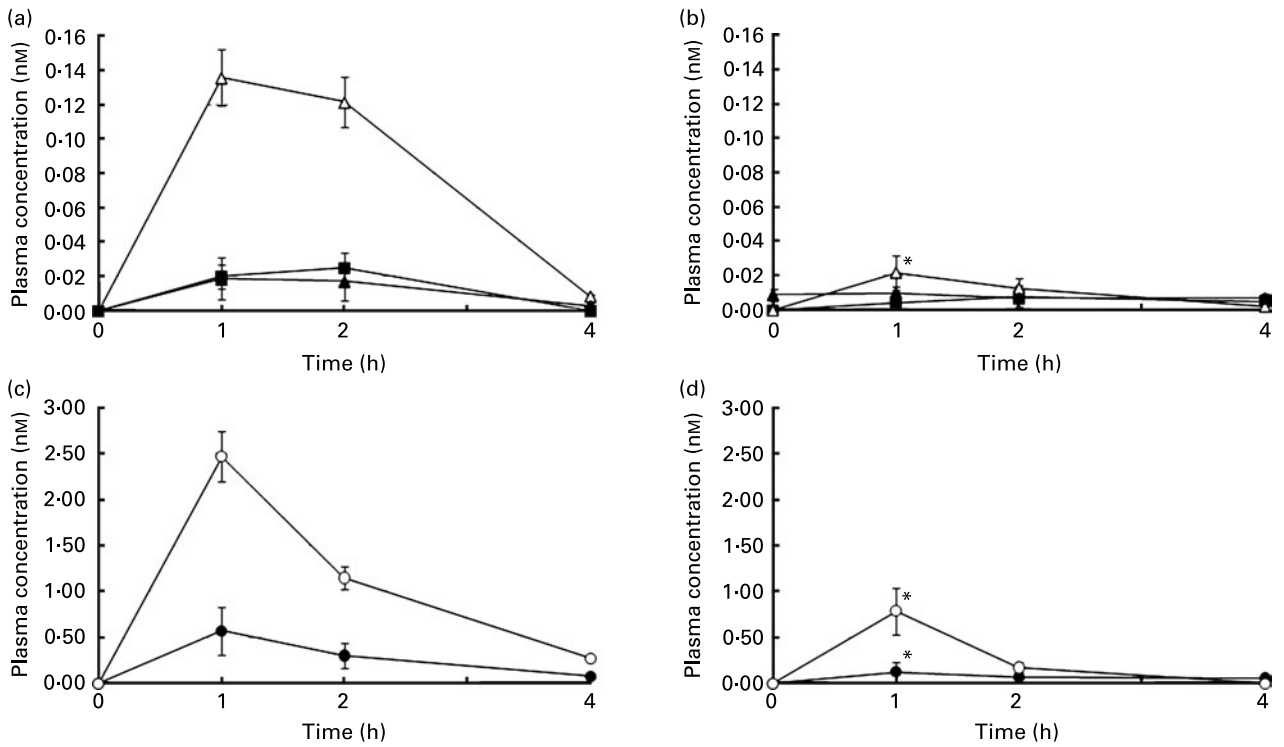 (a)
Plasma concentration (nM)
0·16
0·14
0·12
0·10
0·08
0·06
0·04
0·02
0·00
0 1 2 4
Time (h)
(b)
Plasma concentration (nM)
0·16
0·14
0·12
0·10
0·08
0·06
0·04
0·02
0·00
*
0 1 2 4
Time (h)
(c)
Plasma concentration (nM)
3·00
2·50
2·00
1·50
1·00
0·50
0·00
0 1 2 4
Time (h)
(d)
Plasma concentration (nM)
3·00
2·50
2·00
1·50
1·00
0·50
0·00
*
*
0 1 2 4
Time (h)